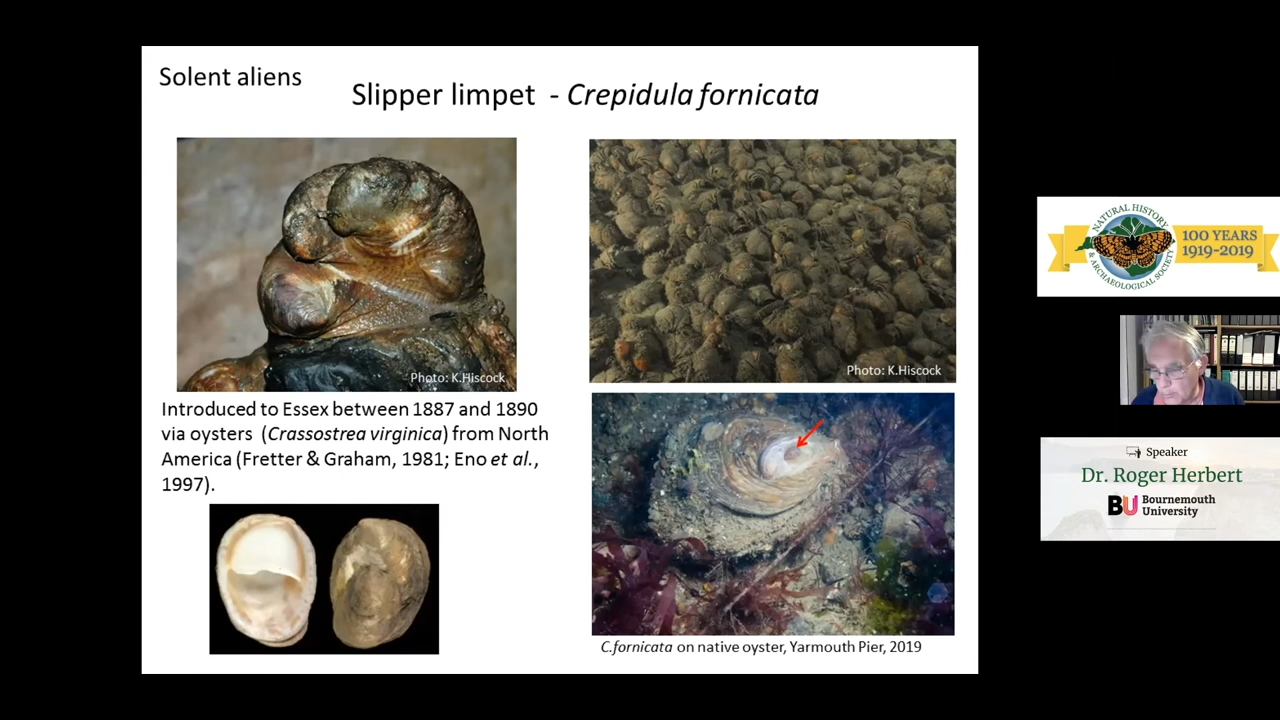 Solent aliens
Slipper limpet - Crepidula fornicata
Photo: K.Hiscock
Photo: K.Hiscock
Introduced to Essex between 1887 and 1890
via oysters (Crassostrea virginica) from North
America (Fretter & Graham, 1981; Eno et al.,
1997).
C.fornicata on native oyster, Yarmouth Pier, 2019
NATURAL HISTORY
& ARCHAEOLOGICAL SOCIETY
100 YEARS
1919-2019
Speaker
Dr. Roger Herbert
BU Bournemouth
University